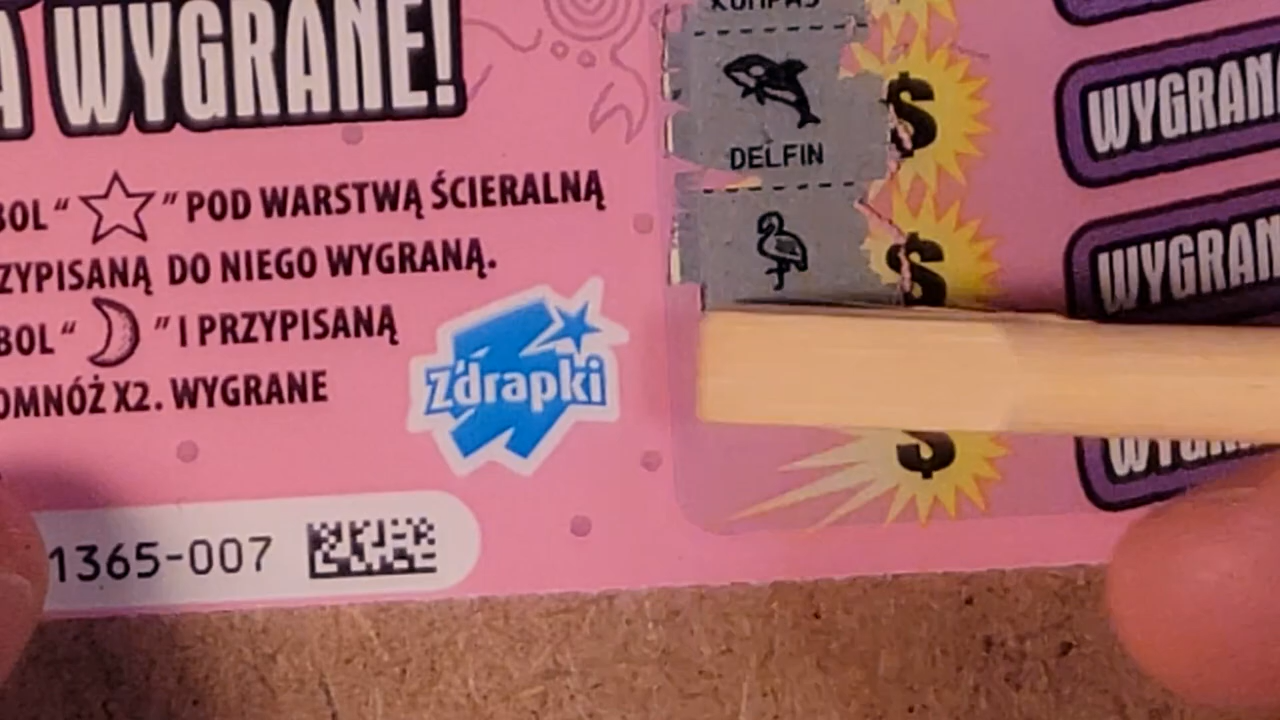 A WYGRANE!
BOL “☆” POD WARSTWĄ ŚCIERALNĄ
ZYPISANĄ DO NIEGO WYGRANĄ.
BOL “☾” I PRZYPISANĄ
OMNÓŻ X2. WYGRANE
Zdrapki
1365-007
KOMPAS
DELFIN
$
$
$
WYGRAN
WYGRAN